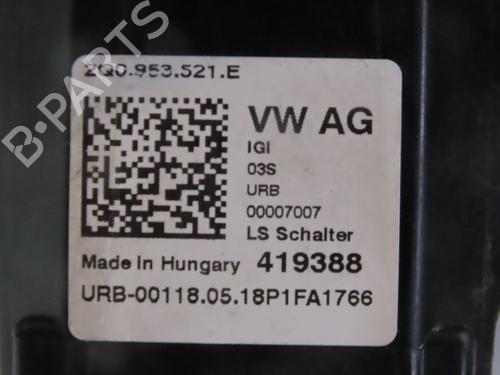 2Q0.953.521.E
VW AG
IGI
03S
URB
00007007
LS Schalter
Made In Hungary 419388
URB-00118.05.18P1FA1766